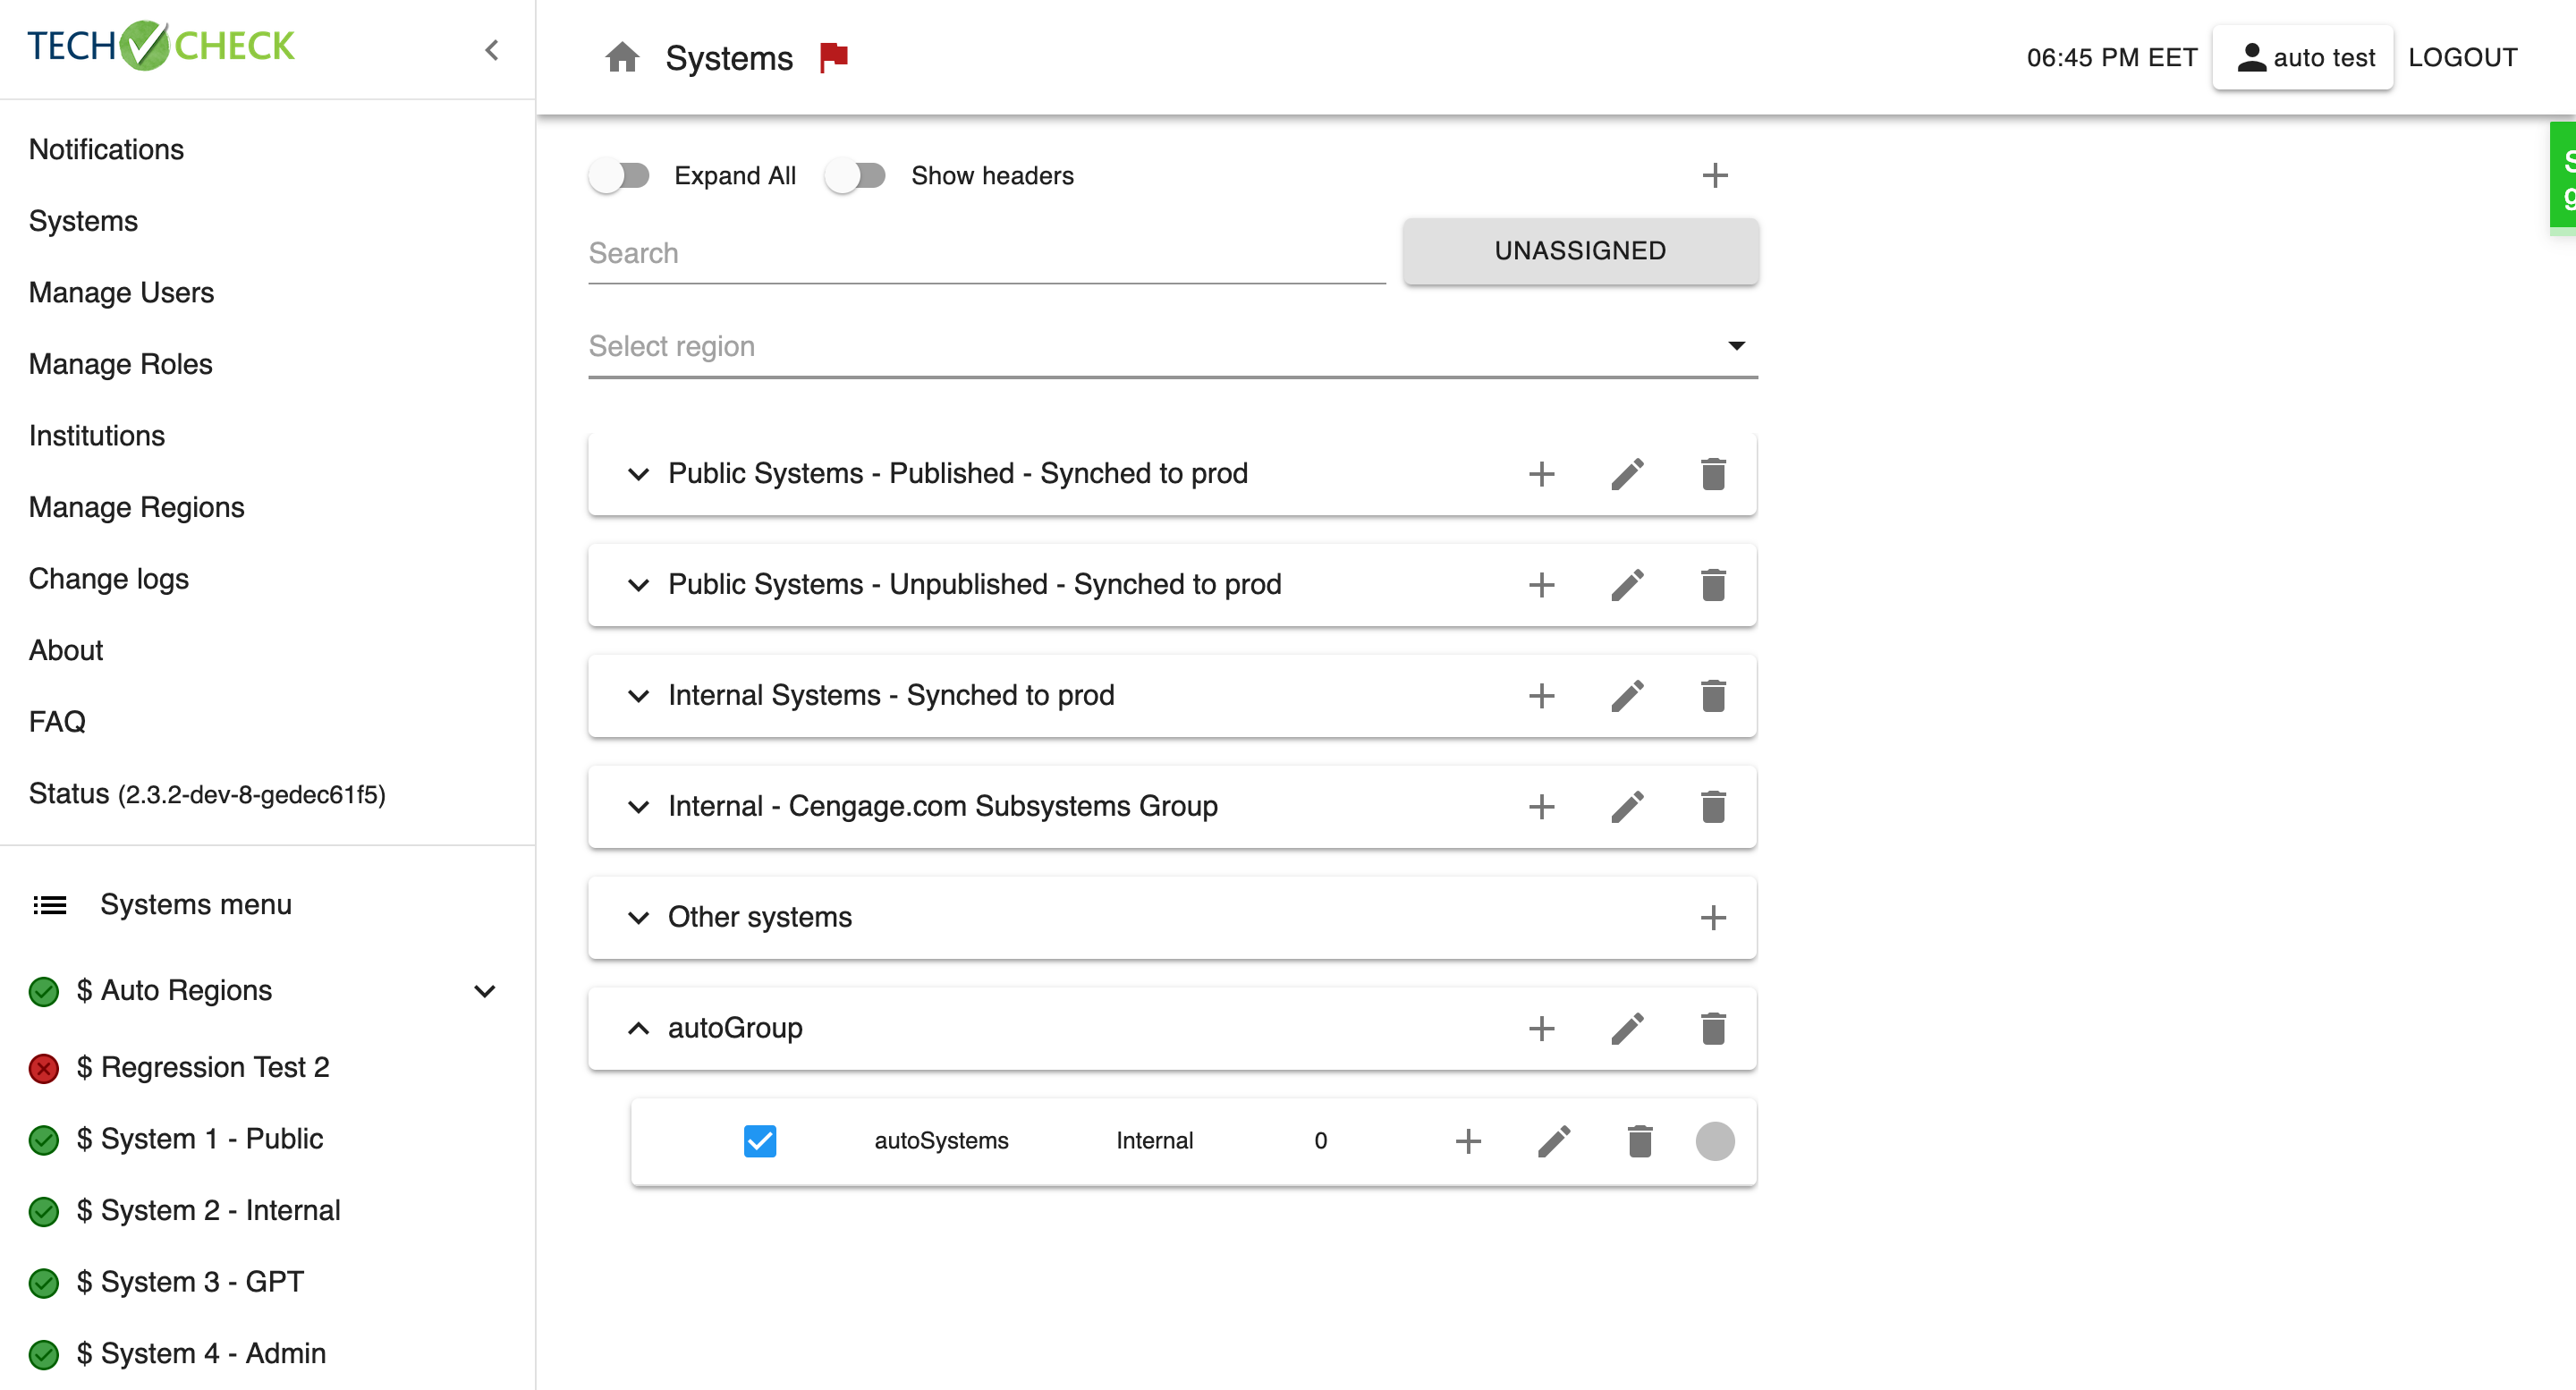 TECH CHECK
Systems
06:45 PM EET
auto test
LOGOUT
Notifications
Systems
Manage Users
Manage Roles
Institutions
Manage Regions
Change logs
About
FAQ
Status (2.3.2-dev-8-gedec61f5)
Systems menu
$ Auto Regions
$ Regression Test 2
$ System 1 - Public
$ System 2 - Internal
$ System 3 - GPT
$ System 4 - Admin
Expand All
Show headers
Search
UNASSIGNED
Select region
Public Systems - Published - Synched to prod
Public Systems - Unpublished - Synched to prod
Internal Systems - Synched to prod
Internal - Cengage.com Subsystems Group
Other systems
autoGroup
autoSystems Internal 0